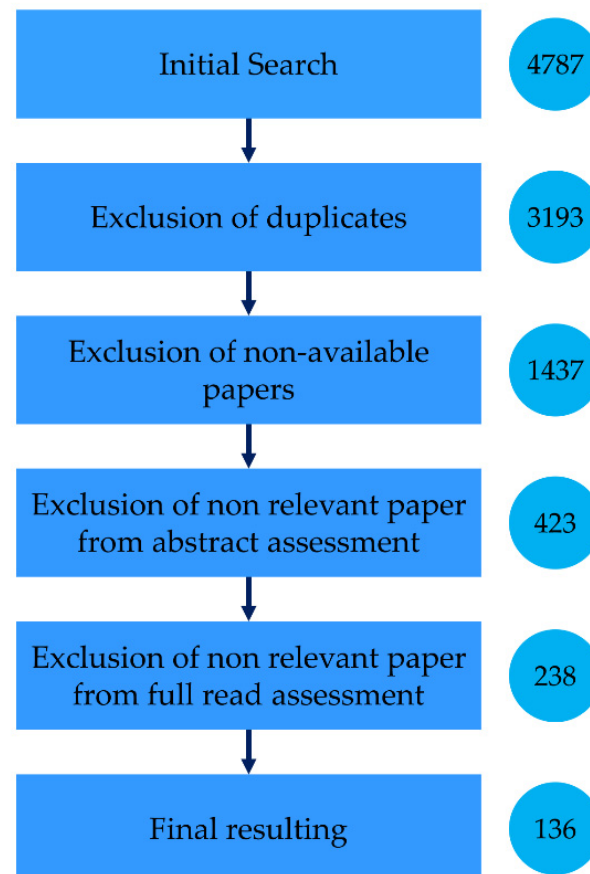 Initial Search
4787
Exclusion of duplicates
3193
Exclusion of non-available
papers
1437
Exclusion of non relevant paper
from abstract assessment
423
Exclusion of non relevant paper
from full read assessment
238
Final resulting
136